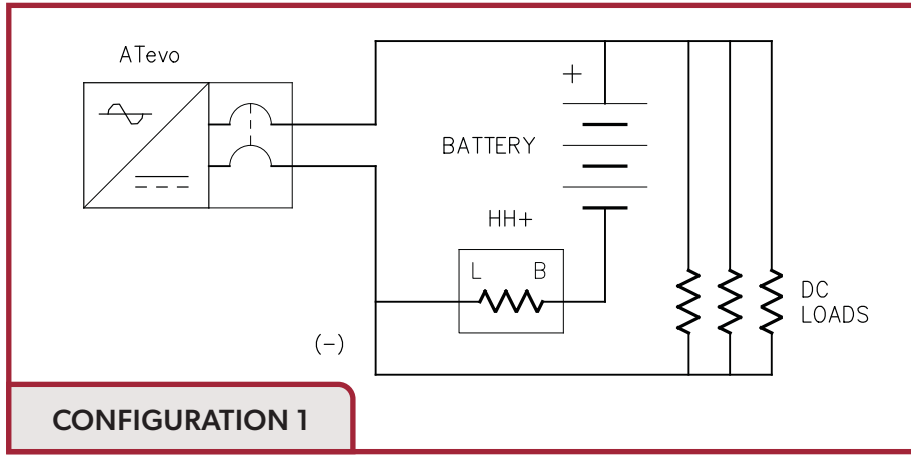 ATevo
+
BATTERY
HH+
L B
DC
LOADS
(-)
CONFIGURATION 1